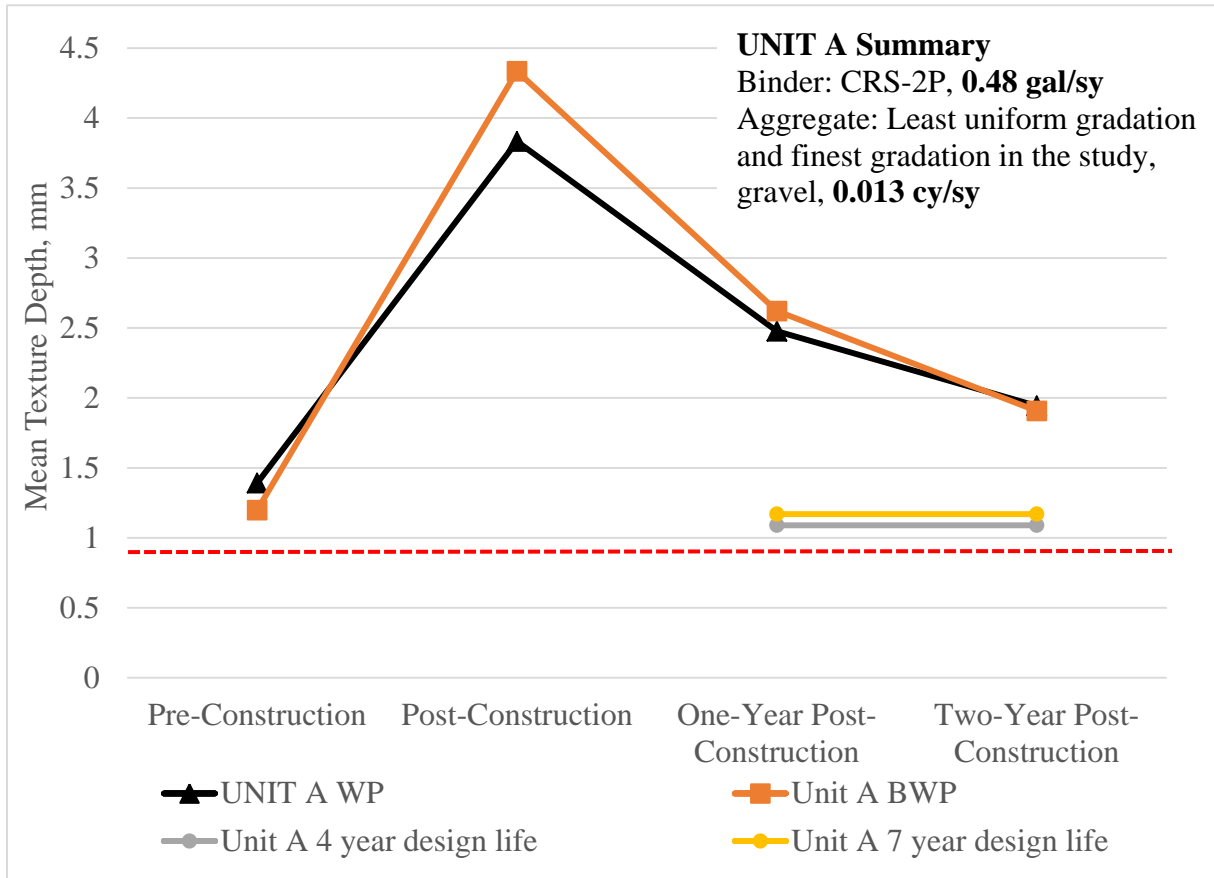 UNIT A Summary
Binder: CRS-2P, 0.48 gal/sy
Aggregate: Least uniform gradation
and finest gradation in the study,
gravel, 0.013 cy/sy
Mean Texture Depth, mm
4.5
4
3.5
3
2.5
2
1.5
1
0.5
0
Pre-Construction
Post-Construction
One-Year Post-
Construction
Two-Year Post-
Construction
UNIT A WP
Unit A BWP
Unit A 4 year design life
Unit A 7 year design life